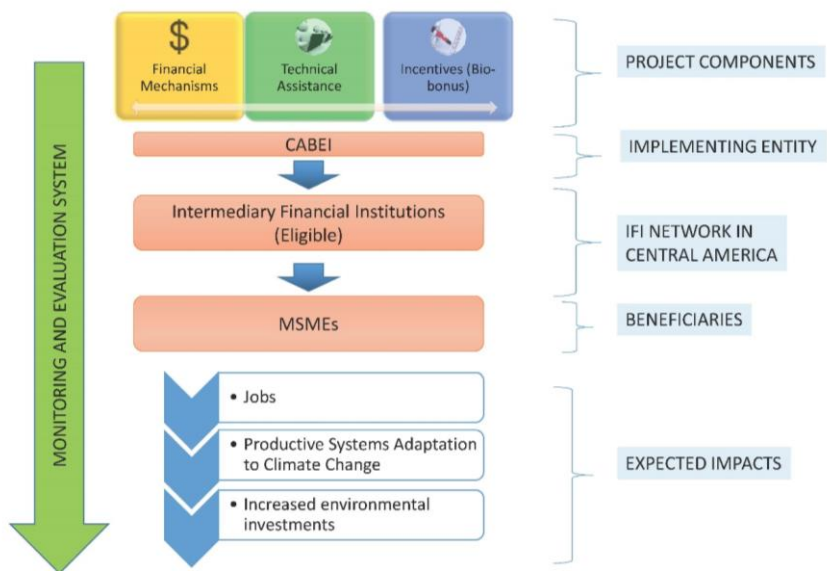 $
Financial
Mechanisms
Technical
Assistance
Incentives (Bio-
bonus)
PROJECT COMPONENTS
CABEI
IMPLEMENTING ENTITY
Intermediary Financial Institutions
(Eligible)
IFI NETWORK IN
CENTRAL AMERICA
MSMEs
BENEFICIARIES
• Jobs
• Productive Systems Adaptation
to Climate Change
• Increased environmental
investments
EXPECTED IMPACTS
MONITORING AND EVALUATION SYSTEM